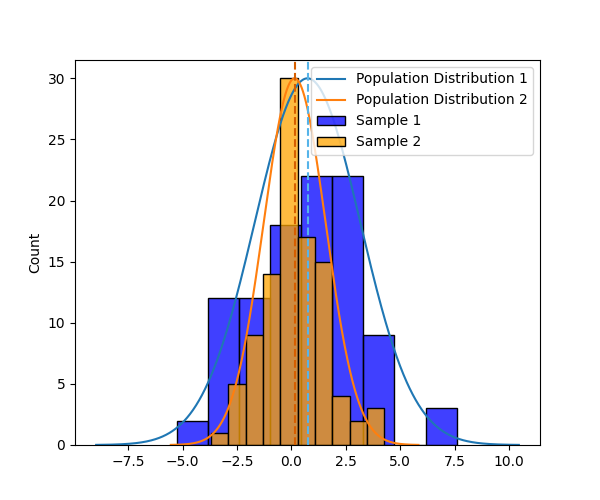 Population Distribution 1
Population Distribution 2
Sample 1
Sample 2
Count
30
25
20
15
10
5
0
−7.5 −5.0 −2.5 0.0 2.5 5.0 7.5 10.0